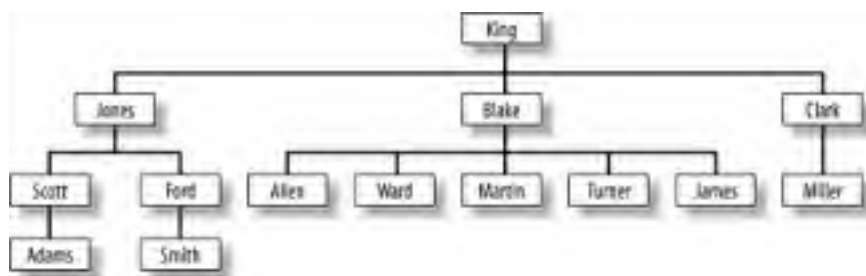 King
Jones Blake Clark
Scott Ford Allen Ward Martin Turner James Miller
Adams Smith